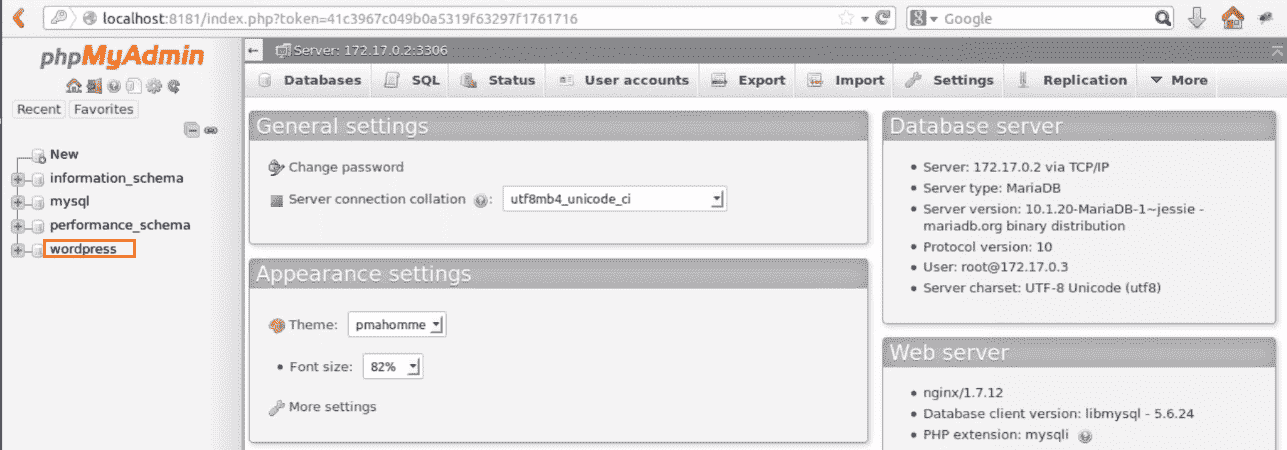 localhost:8181/index.php?token=41c3967c049b0a5319f63297f1761716
Google
phpMyAdmin
Recent Favorites
New
information_schema
mysql
performance_schema
wordpress
Server: 172.17.0.2:3306
Databases SQL Status User accounts Export Import Settings Replication More
General settings
Change password
Server connection collation : utf8mb4_unicode_ci
Appearance settings
Theme: pmahomme
• Font size: 82%
More settings
Database server
• Server: 172.17.0.2 via TCP/IP
• Server type: MariaDB
• Server version: 10.1.20-MariaDB-1~jessie -
mariadb.org binary distribution
• Protocol version: 10
• User: root@172.17.0.3
• Server charset: UTF-8 Unicode (utf8)
Web server
• nginx/1.7.12
• Database client version: libmysql - 5.6.24
• PHP extension: mysqli